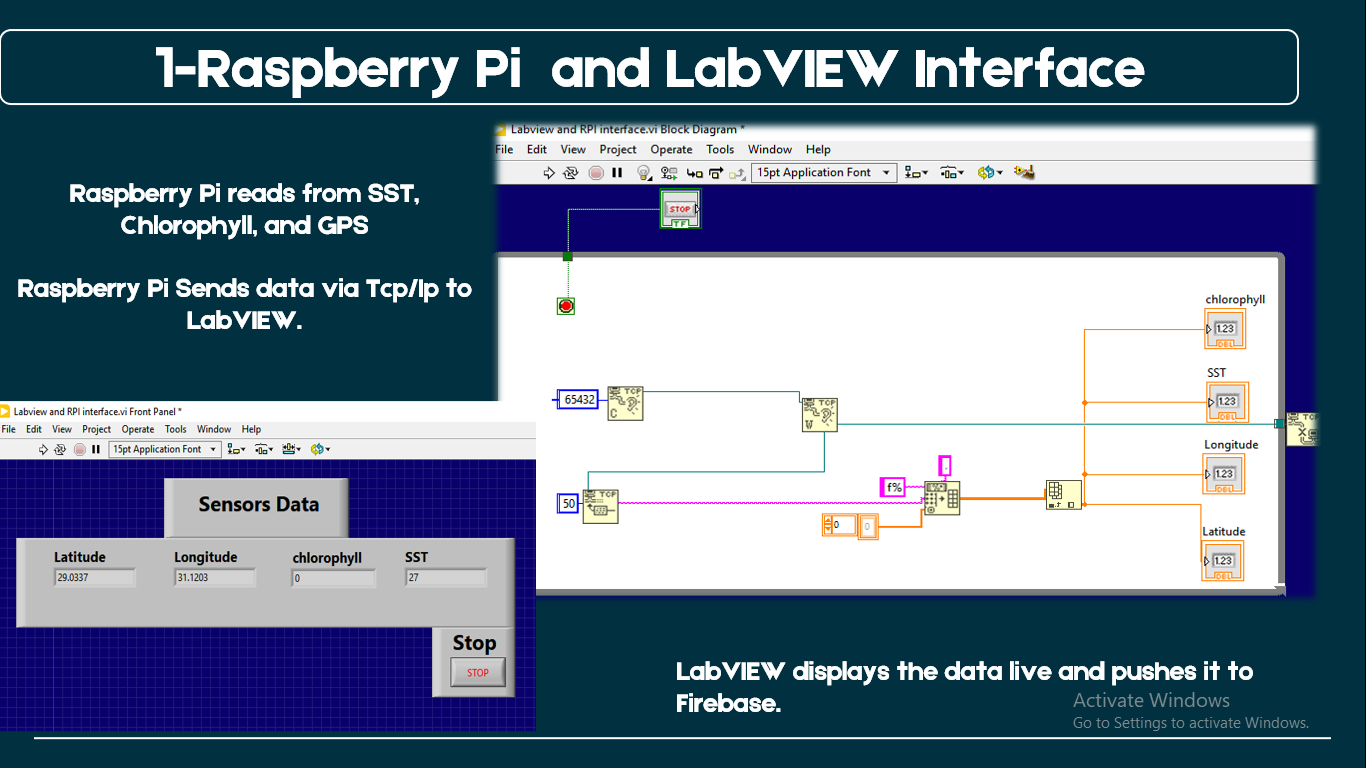 1-Raspberry Pi and LabVIEW Interface
Raspberry Pi reads from SST,
Chlorophyll, and GPS
Raspberry Pi Sends data via Tcp/Ip to
LabVIEW.
Labview and RPI interface.vi Block Diagram *
File Edit View Project Operate Tools Window Help
15pt Application Font
STOP
TF
chlorophyll
1.23
DBL
SST
1.23
DBL
65432
TCP
C
TCP
W
TCP
X
Longitude
1.23
DBL
f%
50
TCP
0
0
Latitude
1.23
DBL
Labview and RPI interface.vi Front Panel *
File Edit View Project Operate Tools Window Help
15pt Application Font
Sensors Data
Latitude Longitude chlorophyll SST
29.0337 31.1203 0 27
Stop
STOP
LabVIEW displays the data live and pushes it to
Firebase.
Activate Windows
Go to Settings to activate Windows.